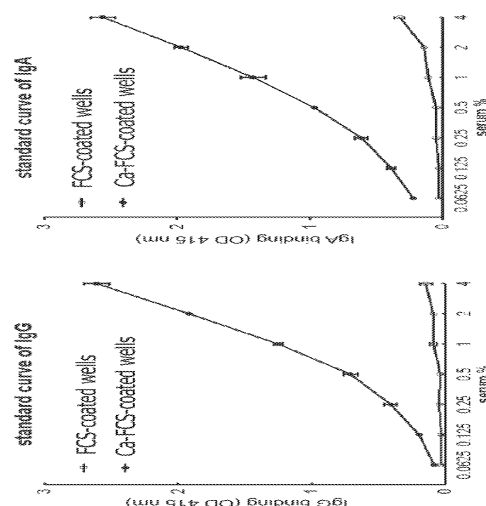 standard curve of IgG
FCS-coated wells
Ca-FCS-coated wells
IgG binding (OD 415 nm)
3
2
1
0
0.0625 0.125 0.25 0.5 1 2 4
serum %
standard curve of IgA
FCS-coated wells
Ca-FCS-coated wells
IgA binding (OD 415 nm)
3
2
1
0
0.0625 0.125 0.25 0.5 1 2 4
serum %